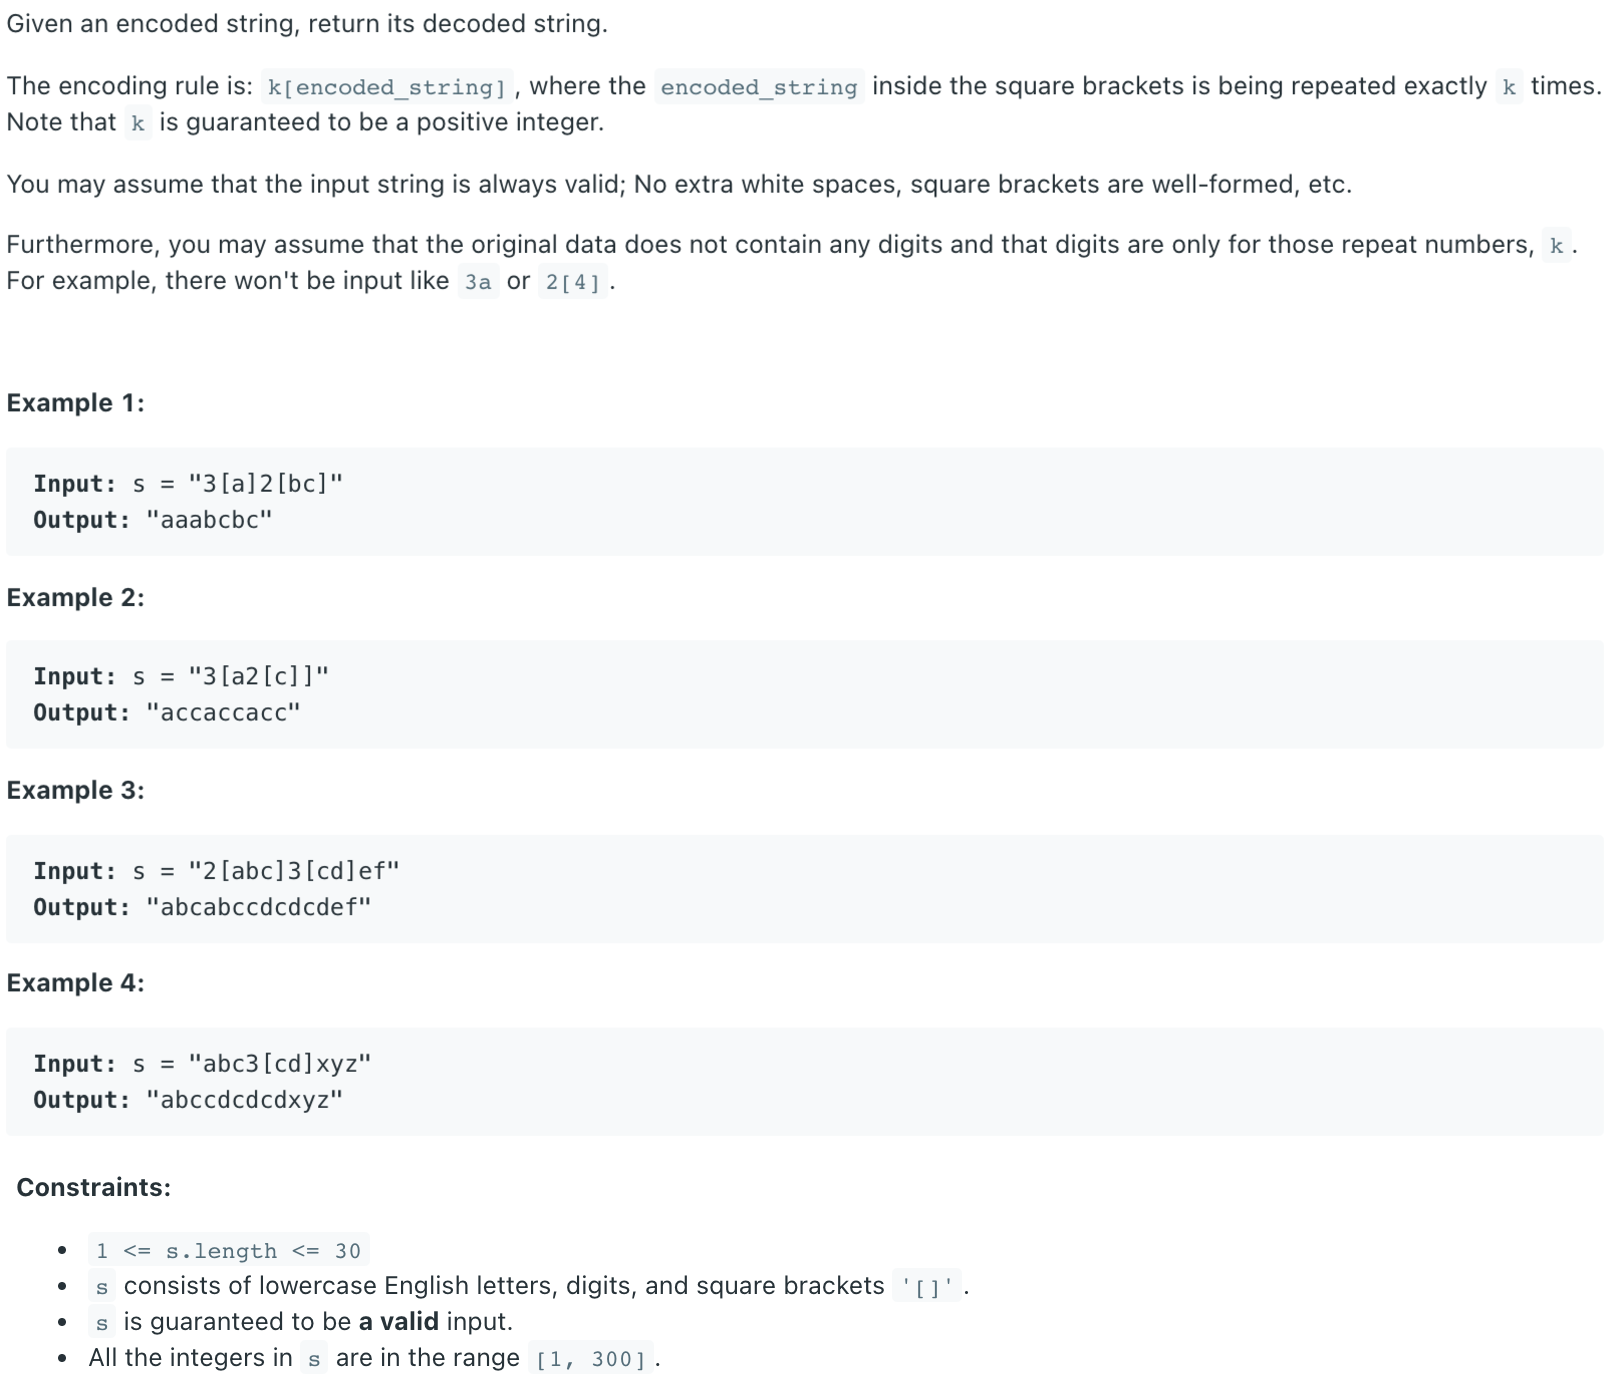 Given an encoded string, return its decoded string.
The encoding rule is: k[encoded_string], where the encoded_string inside the square brackets is being repeated exactly k times.
Note that k is guaranteed to be a positive integer.
You may assume that the input string is always valid; No extra white spaces, square brackets are well-formed, etc.
Furthermore, you may assume that the original data does not contain any digits and that digits are only for those repeat numbers, k.
For example, there won't be input like 3a or 2[4].
Example 1:
Input: s = "3[a]2[bc]"
Output: "aaabcbc"
Example 2:
Input: s = "3[a2[c]]"
Output: "accaccacc"
Example 3:
Input: s = "2[abc]3[cd]ef"
Output: "abcabccdcdcdef"
Example 4:
Input: s = "abc3[cd]xyz"
Output: "abccdcdcdxyz"
Constraints:
• 1 <= s.length <= 30
• s consists of lowercase English letters, digits, and square brackets '[]'.
• s is guaranteed to be a valid input.
• All the integers in s are in the range [1, 300].